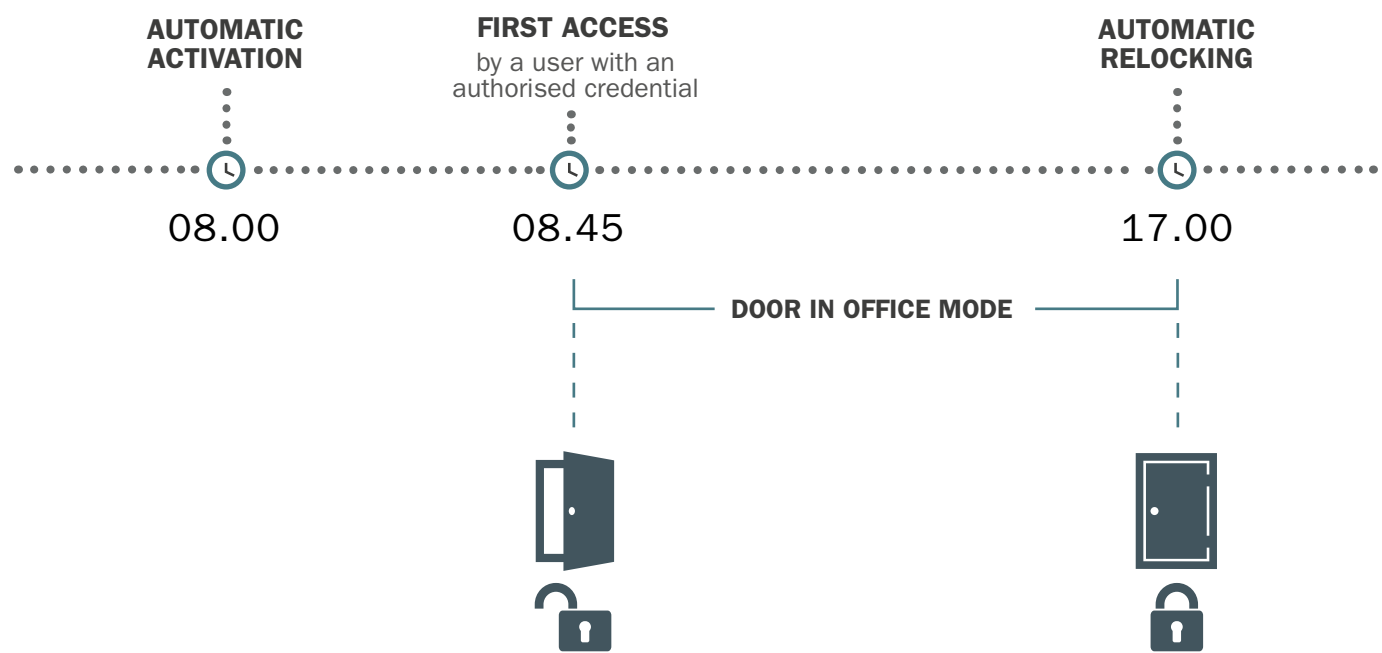 AUTOMATIC
ACTIVATION
FIRST ACCESS
by a user with an
authorised credential
AUTOMATIC
RELOCKING
08.00
08.45
17.00
DOOR IN OFFICE MODE